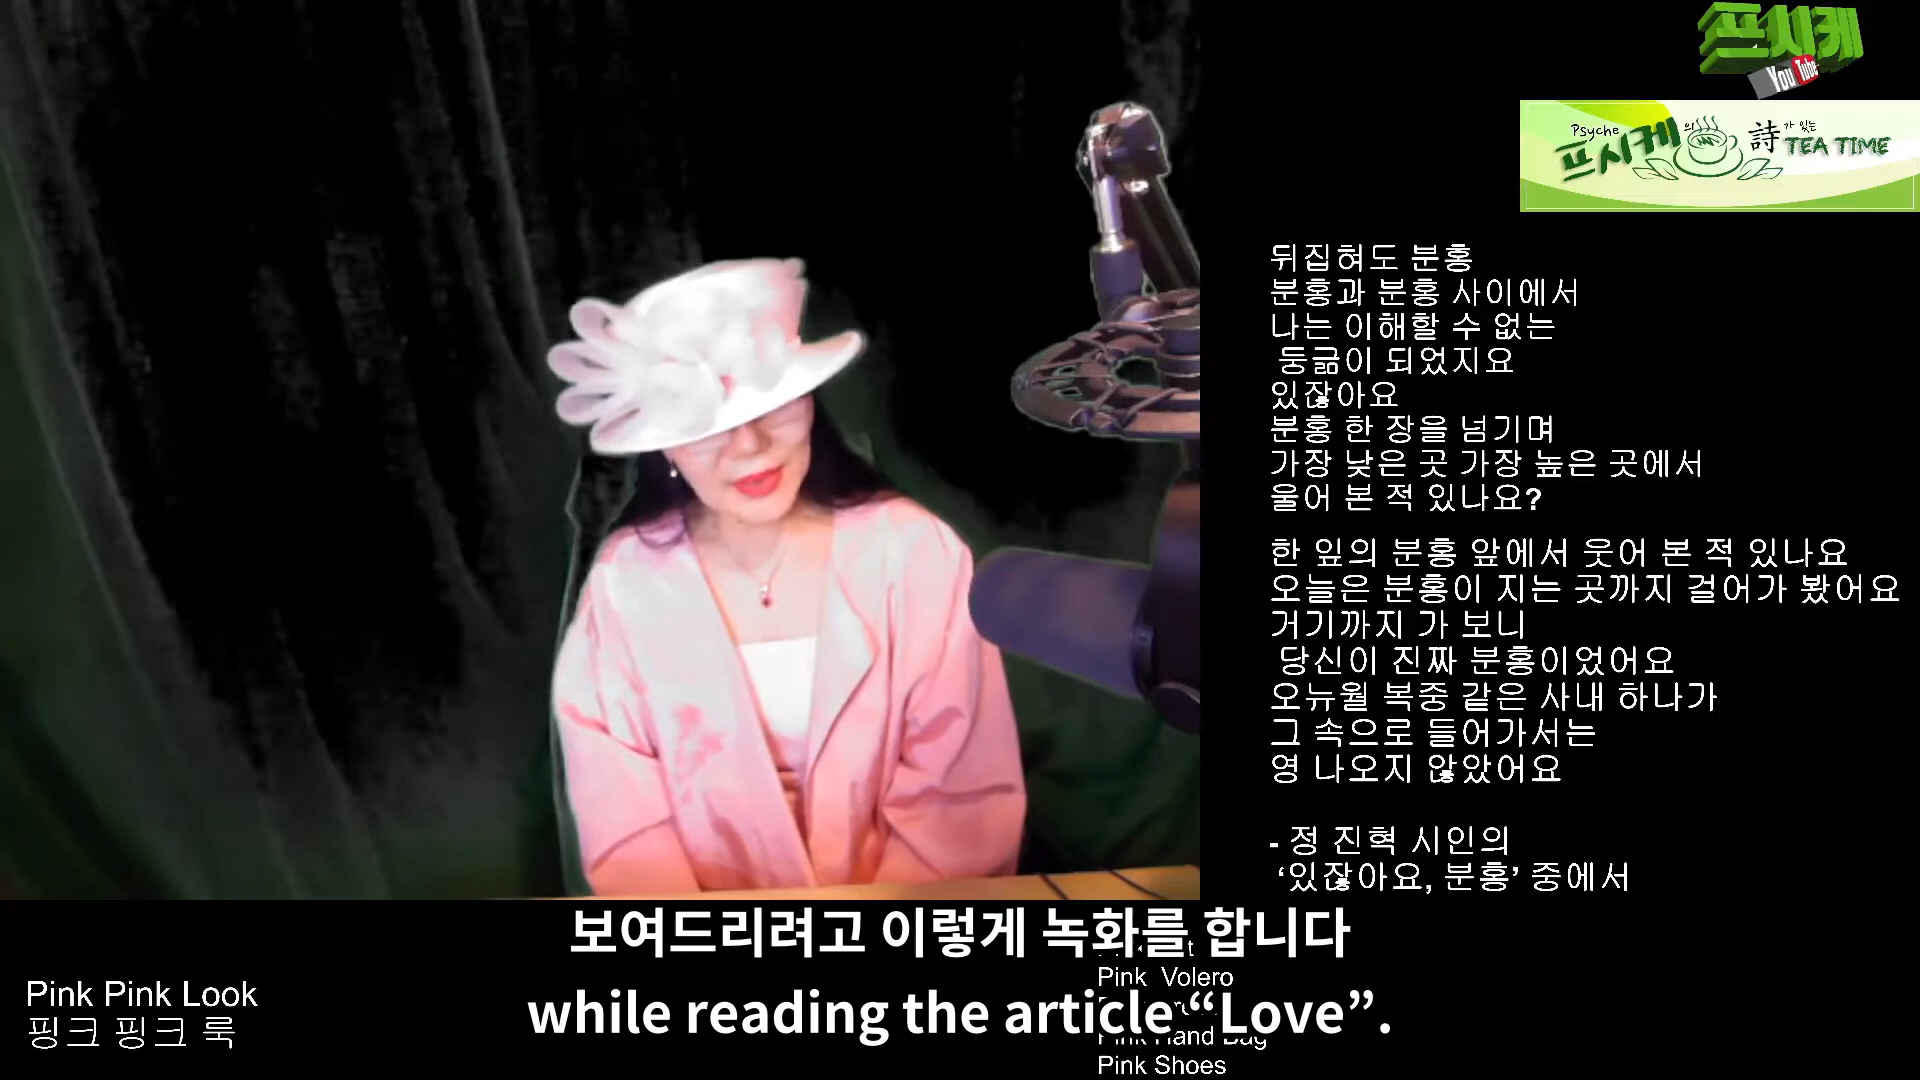 프시케
YouTube
Psyche
프시케의 詩가 있는 TEA TIME
뒤집혀도 분홍
분홍과 분홍 사이에서
나는 이해할 수 없는
둥긂이 되었지요
있잖아요
분홍 한 장을 넘기며
가장 낮은 곳 가장 높은 곳에서
울어 본 적 있나요?
한 잎의 분홍 앞에서 웃어 본 적 있나요
오늘은 분홍이 지는 곳까지 걸어가 봤어요
거기까지 가 보니
당신이 진짜 분홍이었어요
오뉴월 복중 같은 사내 하나가
그 속으로 들어가서는
영 나오지 않았어요
- 정 진혁 시인의
‘있잖아요, 분홍’ 중에서
보여드리려고 이렇게 녹화를 합니다
while reading the article “Love”.
Pink Pink Look
핑크 핑크 룩
Pink Volero
Pink Hand Bag
Pink Shoes